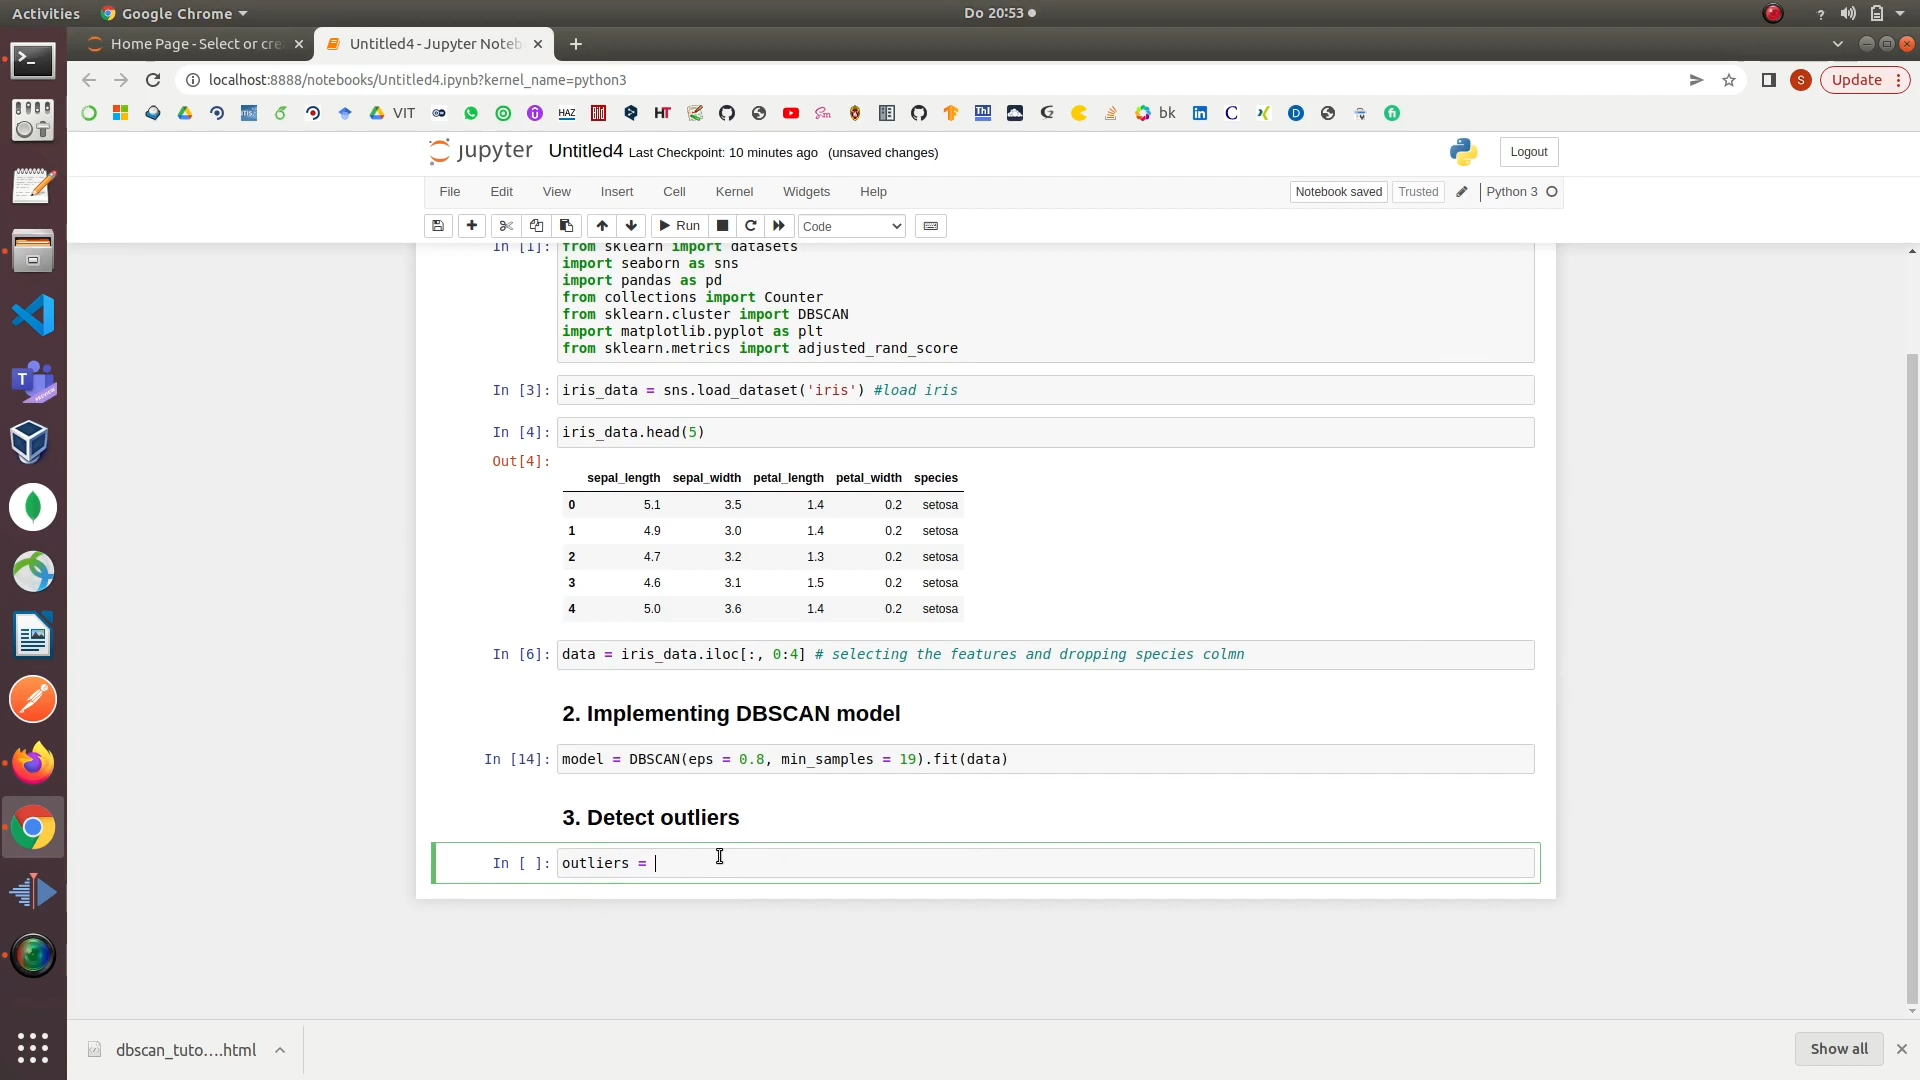 Activities
Google Chrome
Do 20:53
Home Page - Select or cre
Untitled4 - Jupyter Noteb
localhost:8888/notebooks/Untitled4.ipynb?kernel_name=python3
S
Update
VIT
HAZ
HT
bk
jupyter Untitled4 Last Checkpoint: 10 minutes ago (unsaved changes)
Logout
File Edit View Insert Cell Kernel Widgets Help
Notebook saved
Trusted
Python 3
Run
Code
In [1]: from sklearn import datasets
import seaborn as sns
import pandas as pd
from collections import Counter
from sklearn.cluster import DBSCAN
import matplotlib.pyplot as plt
from sklearn.metrics import adjusted_rand_score
In [3]: iris_data = sns.load_dataset('iris') #load iris
In [4]: iris_data.head(5)
Out[4]:
sepal_length sepal_width petal_length petal_width species
0 5.1 3.5 1.4 0.2 setosa
1 4.9 3.0 1.4 0.2 setosa
2 4.7 3.2 1.3 0.2 setosa
3 4.6 3.1 1.5 0.2 setosa
4 5.0 3.6 1.4 0.2 setosa
In [6]: data = iris_data.iloc[:, 0:4] # selecting the features and dropping species colmn
2. Implementing DBSCAN model
In [14]: model = DBSCAN(eps = 0.8, min_samples = 19).fit(data)
3. Detect outliers
In [ ]: outliers =
dbscan_tuto....html
Show all